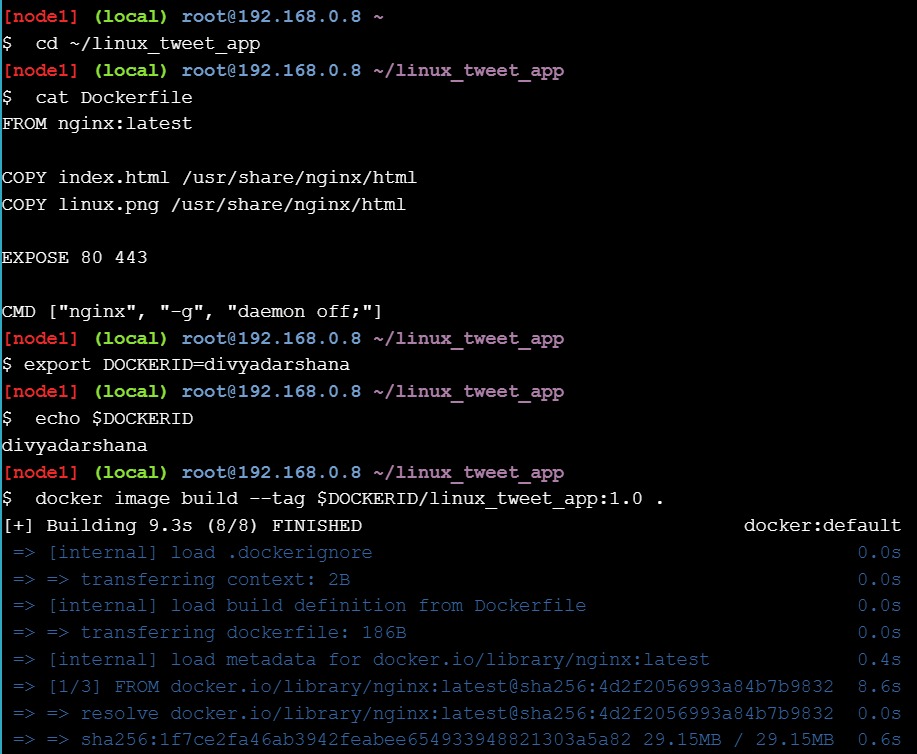 [node1] (local) root@192.168.0.8 ~
$  cd ~/linux_tweet_app
[node1] (local) root@192.168.0.8 ~/linux_tweet_app
$  cat Dockerfile
FROM nginx:latest
COPY index.html /usr/share/nginx/html
COPY linux.png /usr/share/nginx/html
EXPOSE 80 443
CMD ["nginx", "-g", "daemon off;"]
[node1] (local) root@192.168.0.8 ~/linux_tweet_app
$ export DOCKERID=divyadarshana
[node1] (local) root@192.168.0.8 ~/linux_tweet_app
$  echo $DOCKERID
divyadarshana
[node1] (local) root@192.168.0.8 ~/linux_tweet_app
$  docker image build --tag $DOCKERID/linux_tweet_app:1.0 .
[+] Building 9.3s (8/8) FINISHED docker:default
=> [internal] load .dockerignore 0.0s
=> => transferring context: 2B 0.0s
=> [internal] load build definition from Dockerfile 0.0s
=> => transferring dockerfile: 186B 0.0s
=> [internal] load metadata for docker.io/library/nginx:latest 0.4s
=> [1/3] FROM docker.io/library/nginx:latest@sha256:4d2f2056993a84b7b9832 8.6s
=> => resolve docker.io/library/nginx:latest@sha256:4d2f2056993a84b7b9832 0.0s
=> => sha256:1f7ce2fa46ab3942feabee654933948821303a5a82 29.15MB / 29.15MB 0.6s